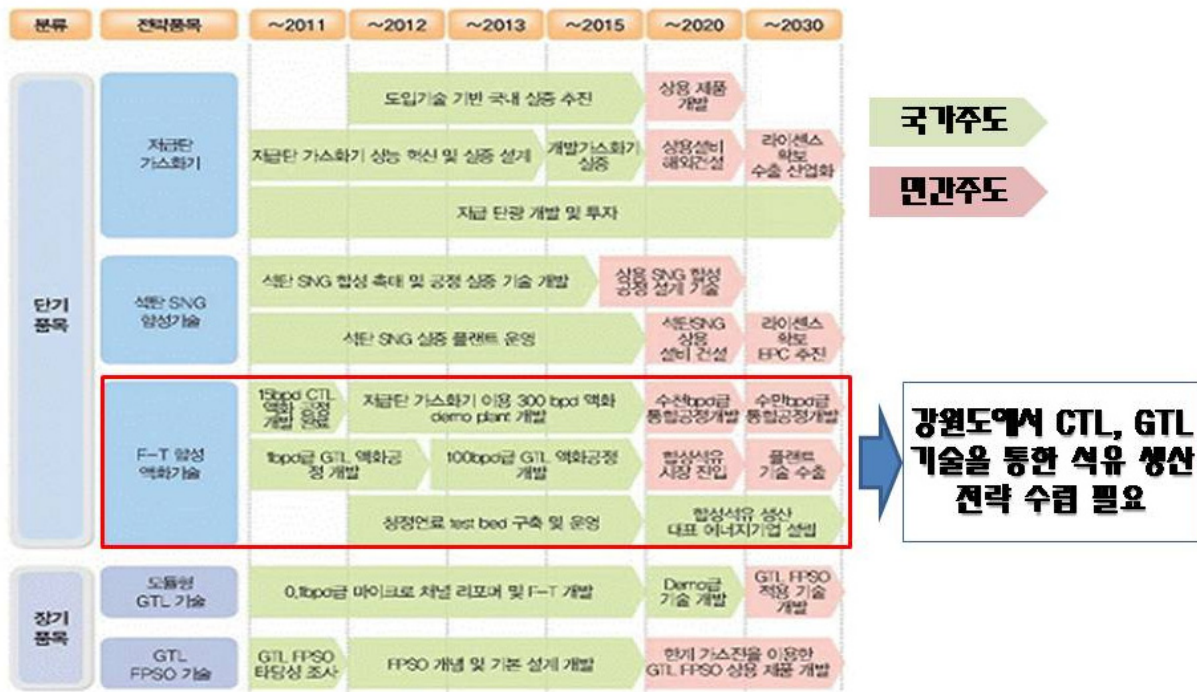 분류 전략품목 ~2011 ~2012 ~2013 ~2015 ~2020 ~2030
단기
품목
저급탄
가스화기
도입기술 기반 국내 실증 추진
상용 제품
개발
저급탄 가스화기 성능 혁신 및 실증 설계
개발가스화기
실증
상용설비
해외건설
라이센스
확보
수출 산업화
저급 탄광 개발 및 투자
석탄 SNG
합성기술
석탄 SNG 합성 촉매 및 공정 실증 기술 개발
상용 SNG 합성
공정 설계 기술
석탄 SNG 실증 플랜트 운영
석탄SNG
상용
설비 건설
라이센스
확보
EPC 추진
F-T 합성
액화기술
15bpd CTL
액화 공정
개발 완료
저급탄 가스화기 이용 300 bpd 액화
demo plant 개발
수천bpd급
통합공정개발
수만bpd급
통합공정개발
1bpd급 GTL 액화공
정 개발
100bpd급 GTL 액화공정
개발
합성석유
시장 진입
플랜트
기술 수출
청정연료 test bed 구축 및 운영
합성석유 생산
대표 에너지기업 설립
장기
품목
모듈형
GTL 기술
0.1bpd급 마이크로 채널 리포머 및 F-T 개발
Demo급
기술 개발
GTL FPSO
적용 기술
개발
GTL
FPSO 기술
GTL FPSO
타당성 조사
FPSO 개념 및 기본 설계 개발
한계 가스전을 이용한
GTL FPSO 상용 제품 개발
국가주도
민간주도
강원도에서 CTL, GTL
기술을 통한 석유 생산
전략 수립 필요